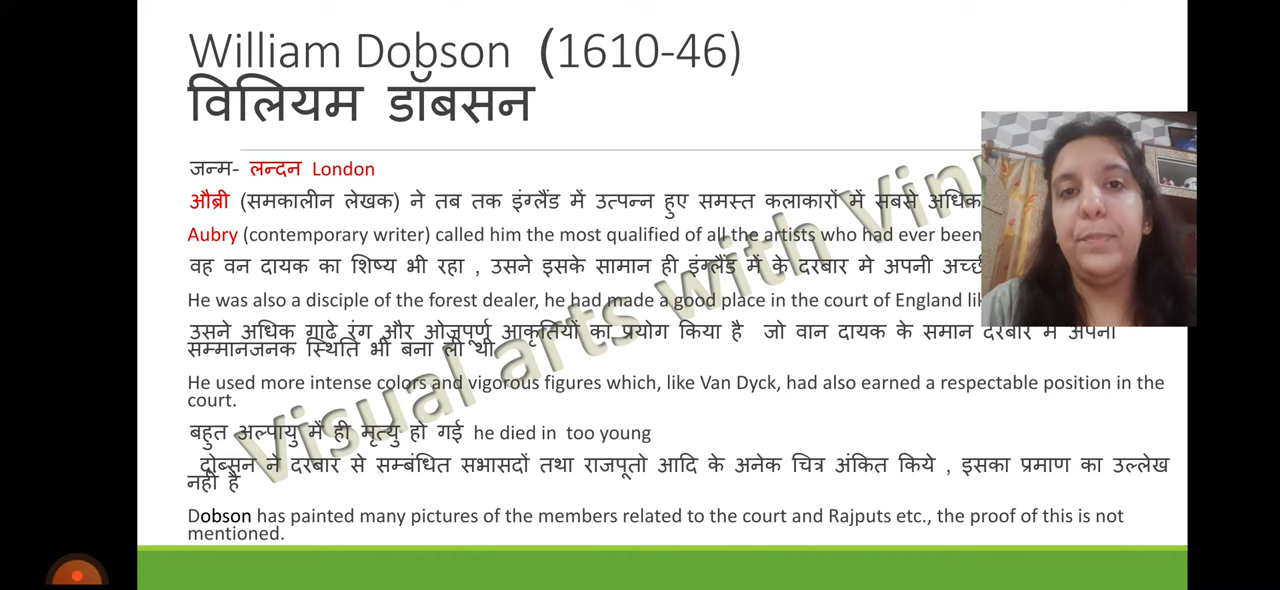 William Dobson (1610-46)
विलियम डॉबसन
जन्म- लन्दन London
औब्री (समकालीन लेखक) ने तब तक इंग्लैंड में उत्पन्न हुए समस्त कलाकारों में सबसे अधिक
Aubry (contemporary writer) called him the most qualified of all the artists who had ever been
वह वन दायक का शिष्य भी रहा , उसने इसके सामान ही इंग्लैंड में के दरबार मे अपनी
He was also a disciple of the forest dealer, he had made a good place in the court of England
उसने अधिक गाढ़े रंग और ओजपूर्ण आकृतियों का प्रयोग किया है जो वान दायक के समान दरबार में अपनी
सम्मानजनक स्थिति भी बना ली थी
He used more intense colors and vigorous figures which, like Van Dyck, had also earned a respectable position in the
court.
बहुत अल्पायु में ही मृत्यु हो गई he died in too young
दोब्सन ने दरबार से सम्बंधित सभासदों तथा राजपूतो आदि के अनेक चित्र अंकित किये , इसका प्रमाण का उल्लेख
नही है
Dobson has painted many pictures of the members related to the court and Rajputs etc., the proof of this is not
mentioned.
Visual arts with